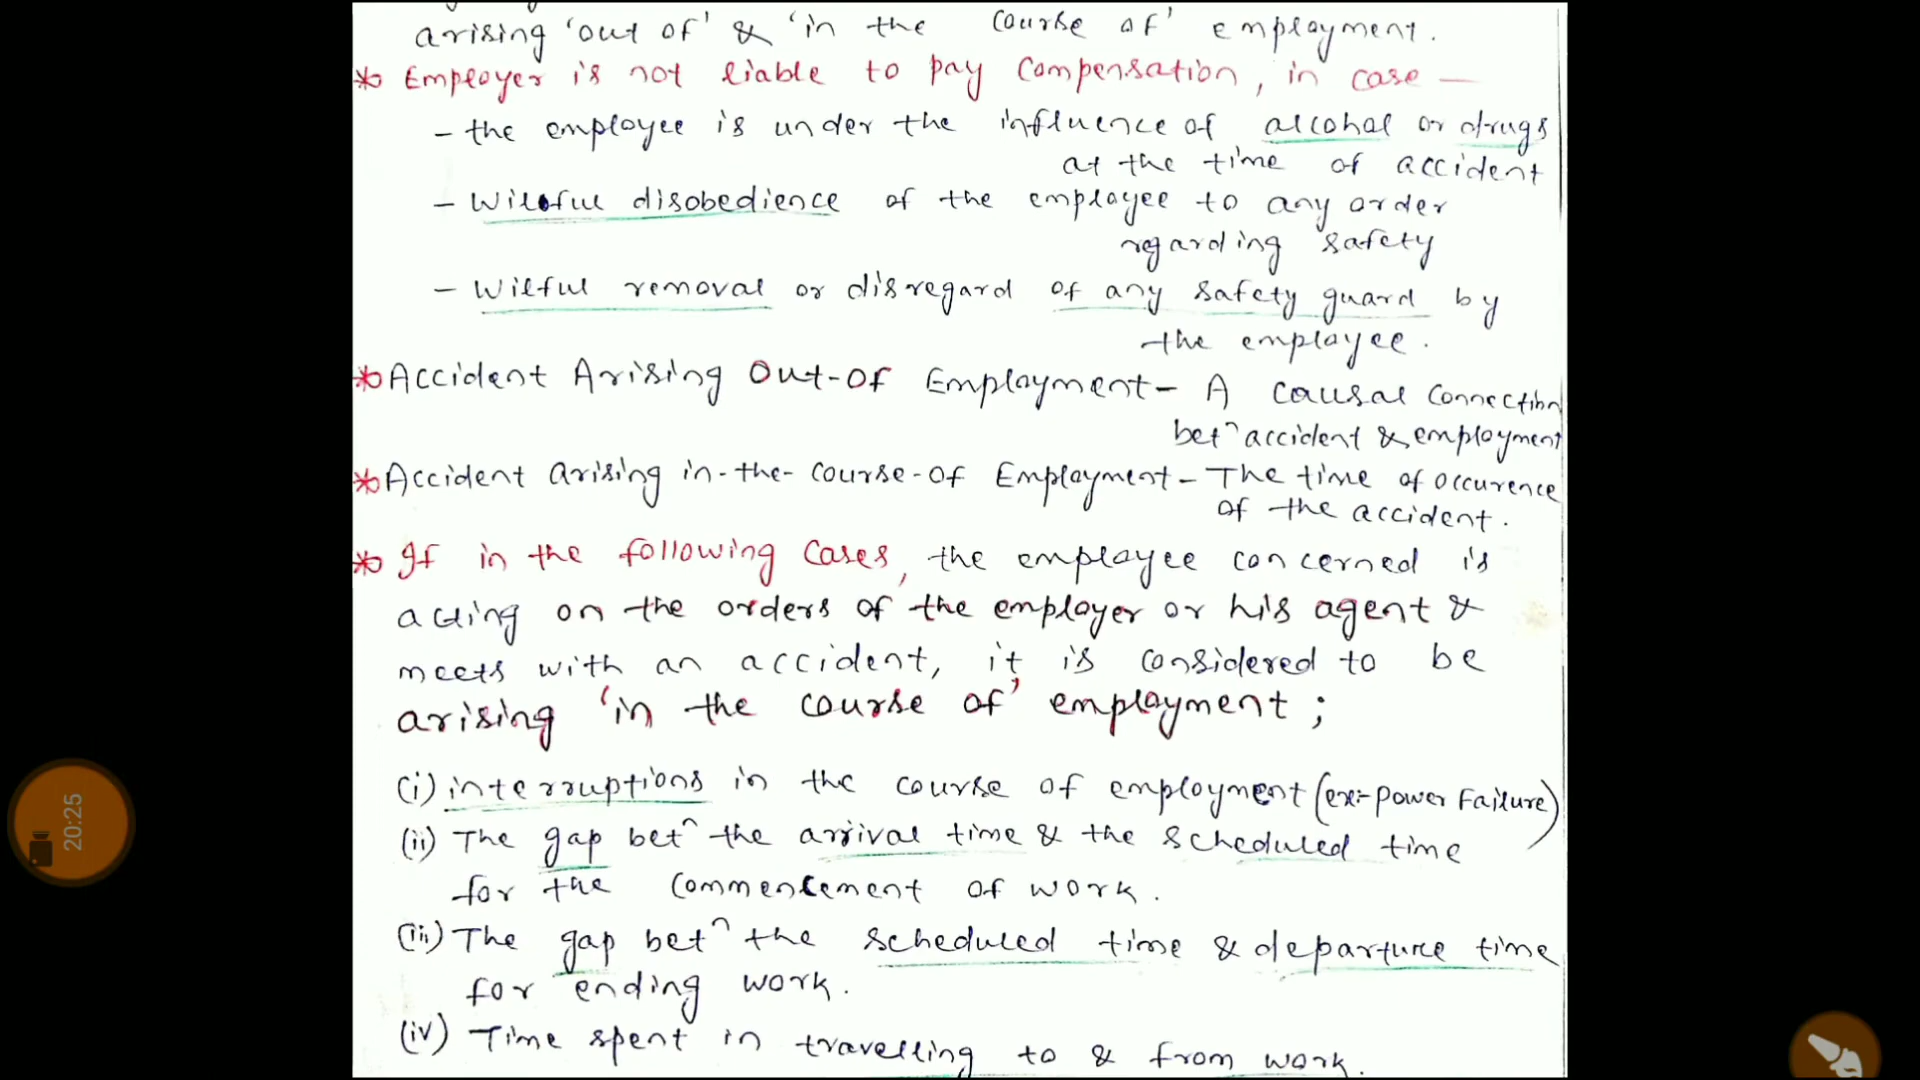 arising 'out of' & 'in the course of' employment.
* Employer is not liable to pay compensation, in case —
- the employee is under the influence of alcohol or drugs
at the time of accident
- Wilful disobedience of the employee to any order
regarding safety
- Wilful removal or disregard of any safety guard by
the employee.
* Accident Arising Out-of Employment - A causal connection
betn accident & employment
* Accident arising in-the-course-of Employment - The time of occurence
of the accident.
* If in the following cases, the employee concerned is
acting on the orders of the employer or his agent &
meets with an accident, it is considered to be
arising 'in the course of' employment;
(i) interruptions in the course of employment (ex:- power Failure)
(ii) The gap betn the arrival time & the scheduled time
for the commencement of work.
(iii) The gap betn the scheduled time & departure time
for ending work.
(iv) Time spent in travelling to & from work.
20:25